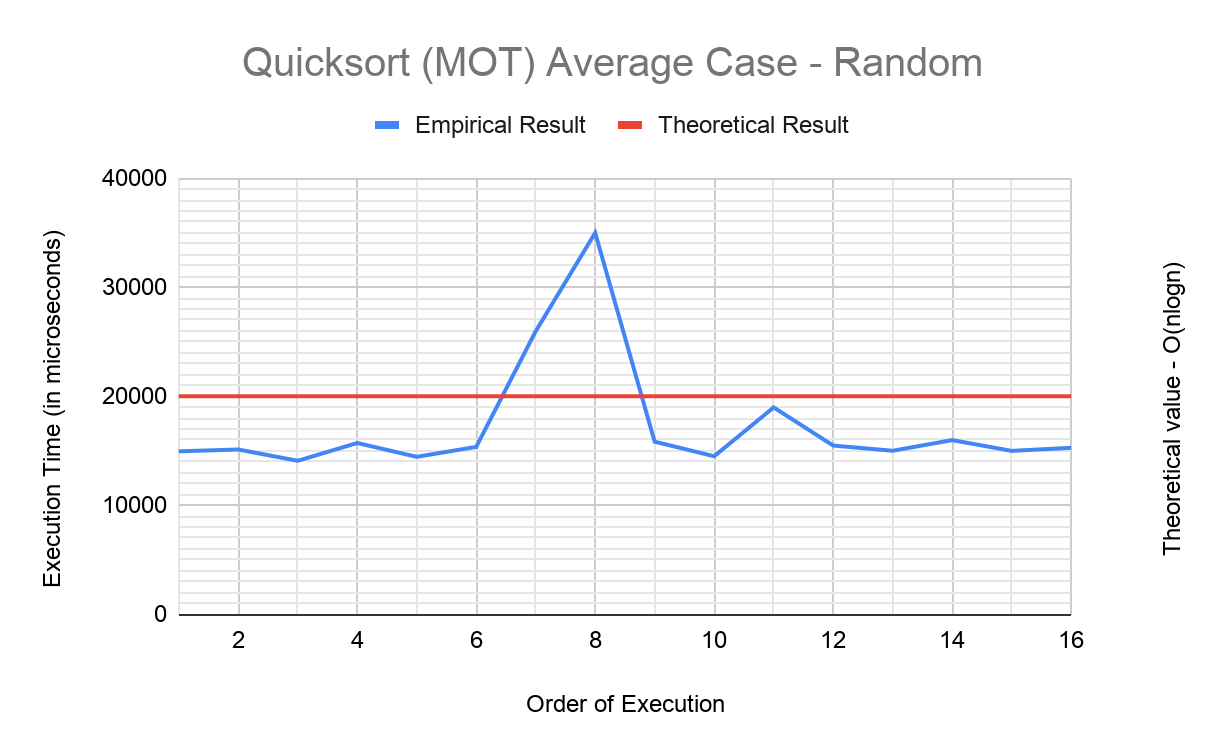 Quicksort (MOT) Average Case - Random
Empirical Result
Theoretical Result
Execution Time (in microseconds)
40000
30000
20000
10000
0
2
4
6
8
10
12
14
16
Order of Execution
Theoretical value - O(nlogn)